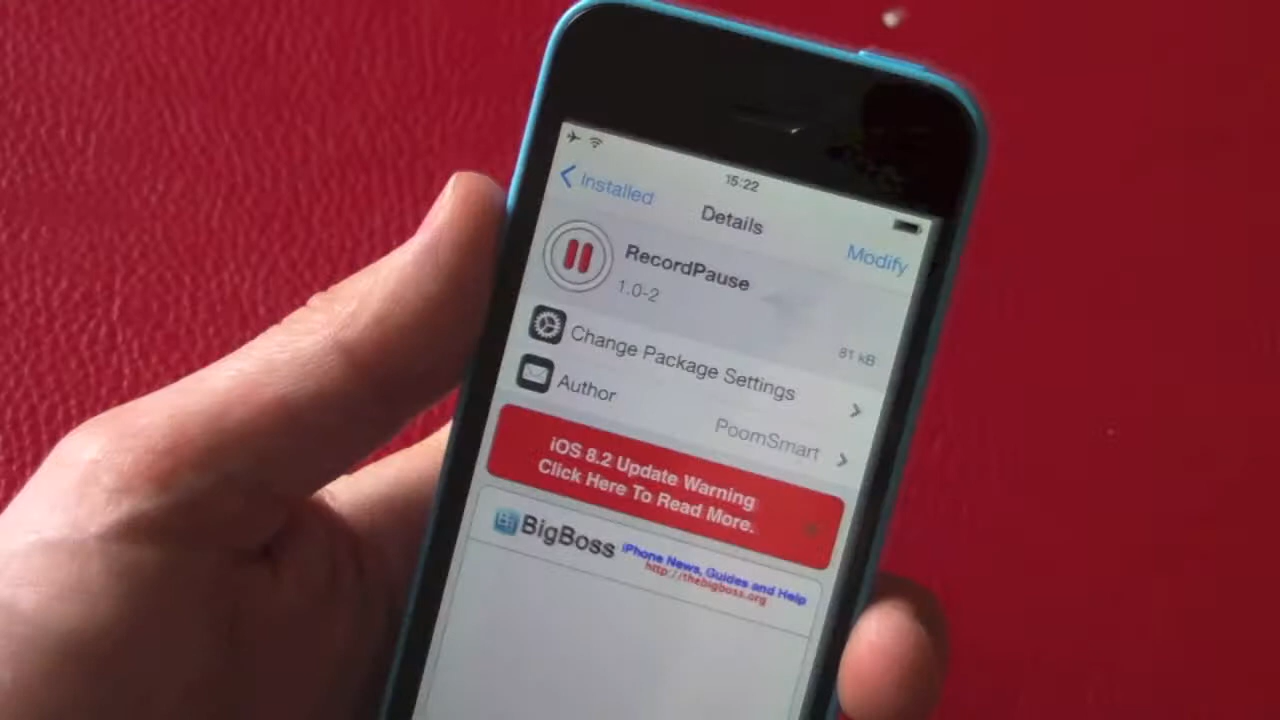 15:22
Installed
Details
Modify
RecordPause
1.0-2
81 kB
Change Package Settings
Author
PoomSmart
iOS 8.2 Update Warning
Click Here To Read More.
BigBoss
iPhone News, Guides and Help
http://thebigboss.org